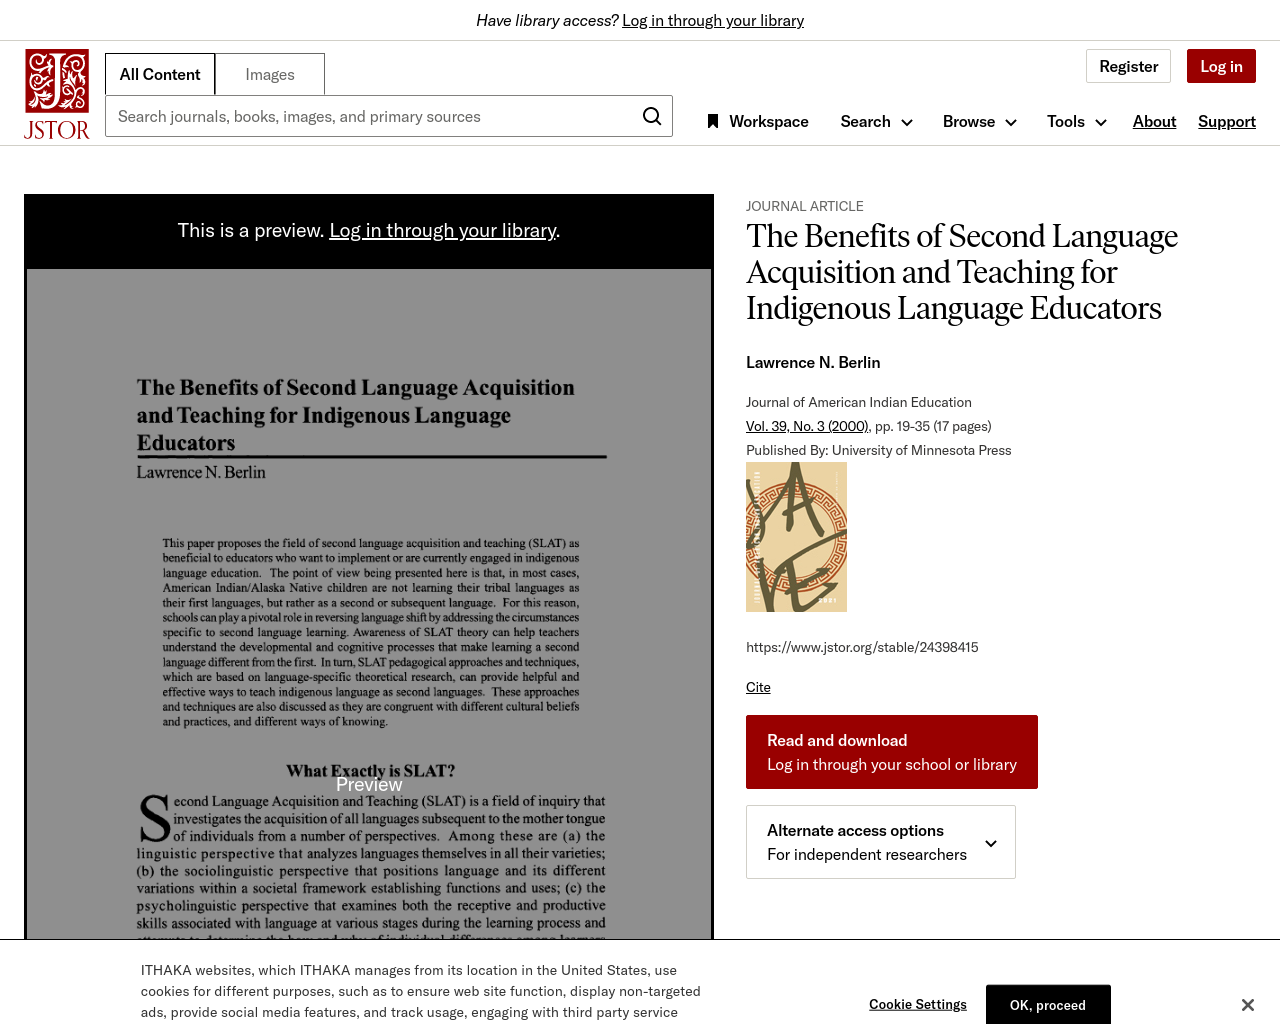 Have library access? Log in through your library
JSTOR
All Content
Images
Register
Log in
Search journals, books, images, and primary sources
Workspace
Search
Browse
Tools
About
Support
This is a preview. Log in through your library.
The Benefits of Second Language Acquisition
and Teaching for Indigenous Language
Educators
Lawrence N. Berlin
This paper proposes the field of second language acquisition and teaching (SLAT) as
beneficial to educators who want to implement or are currently engaged in indigenous
language education. The point of view being presented here is that, in most cases,
American Indian/Alaska Native children are not learning their tribal languages as
their first languages, but rather as a second or subsequent language. For this reason,
schools can play a pivotal role in reversing language shift by addressing the circumstances
specific to second language learning. Awareness of SLAT theory can help teachers
understand the developmental and cognitive processes that make learning a second
language different from the first. In turn, SLAT pedagogical approaches and techniques,
which are based on language-specific theoretical research, can provide helpful and
effective ways to teach indigenous language as second languages. These approaches
and techniques are also discussed as they are congruent with different cultural beliefs
and practices, and different ways of knowing.
What Exactly is SLAT?
Preview
Second Language Acquisition and Teaching (SLAT) is a field of inquiry that
investigates the acquisition of all languages subsequent to the mother tongue
of individuals from a number of perspectives. Among these are (a) the
linguistic perspective that analyzes languages themselves in all their varieties;
(b) the sociolinguistic perspective that positions language and its different
variations within a societal framework establishing functions and uses; (c) the
psycholinguistic perspective that examines both the receptive and productive
skills associated with language at various stages during the learning process and
JOURNAL ARTICLE
The Benefits of Second Language
Acquisition and Teaching for
Indigenous Language Educators
Lawrence N. Berlin
Journal of American Indian Education
Vol. 39, No. 3 (2000), pp. 19-35 (17 pages)
Published By: University of Minnesota Press
https://www.jstor.org/stable/24398415
Cite
Read and download
Log in through your school or library
Alternate access options
For independent researchers
ITHAKA websites, which ITHAKA manages from its location in the United States, use
cookies for different purposes, such as to ensure web site function, display non-targeted
ads, provide social media features, and track usage, engaging with third party service
Cookie Settings
OK, proceed